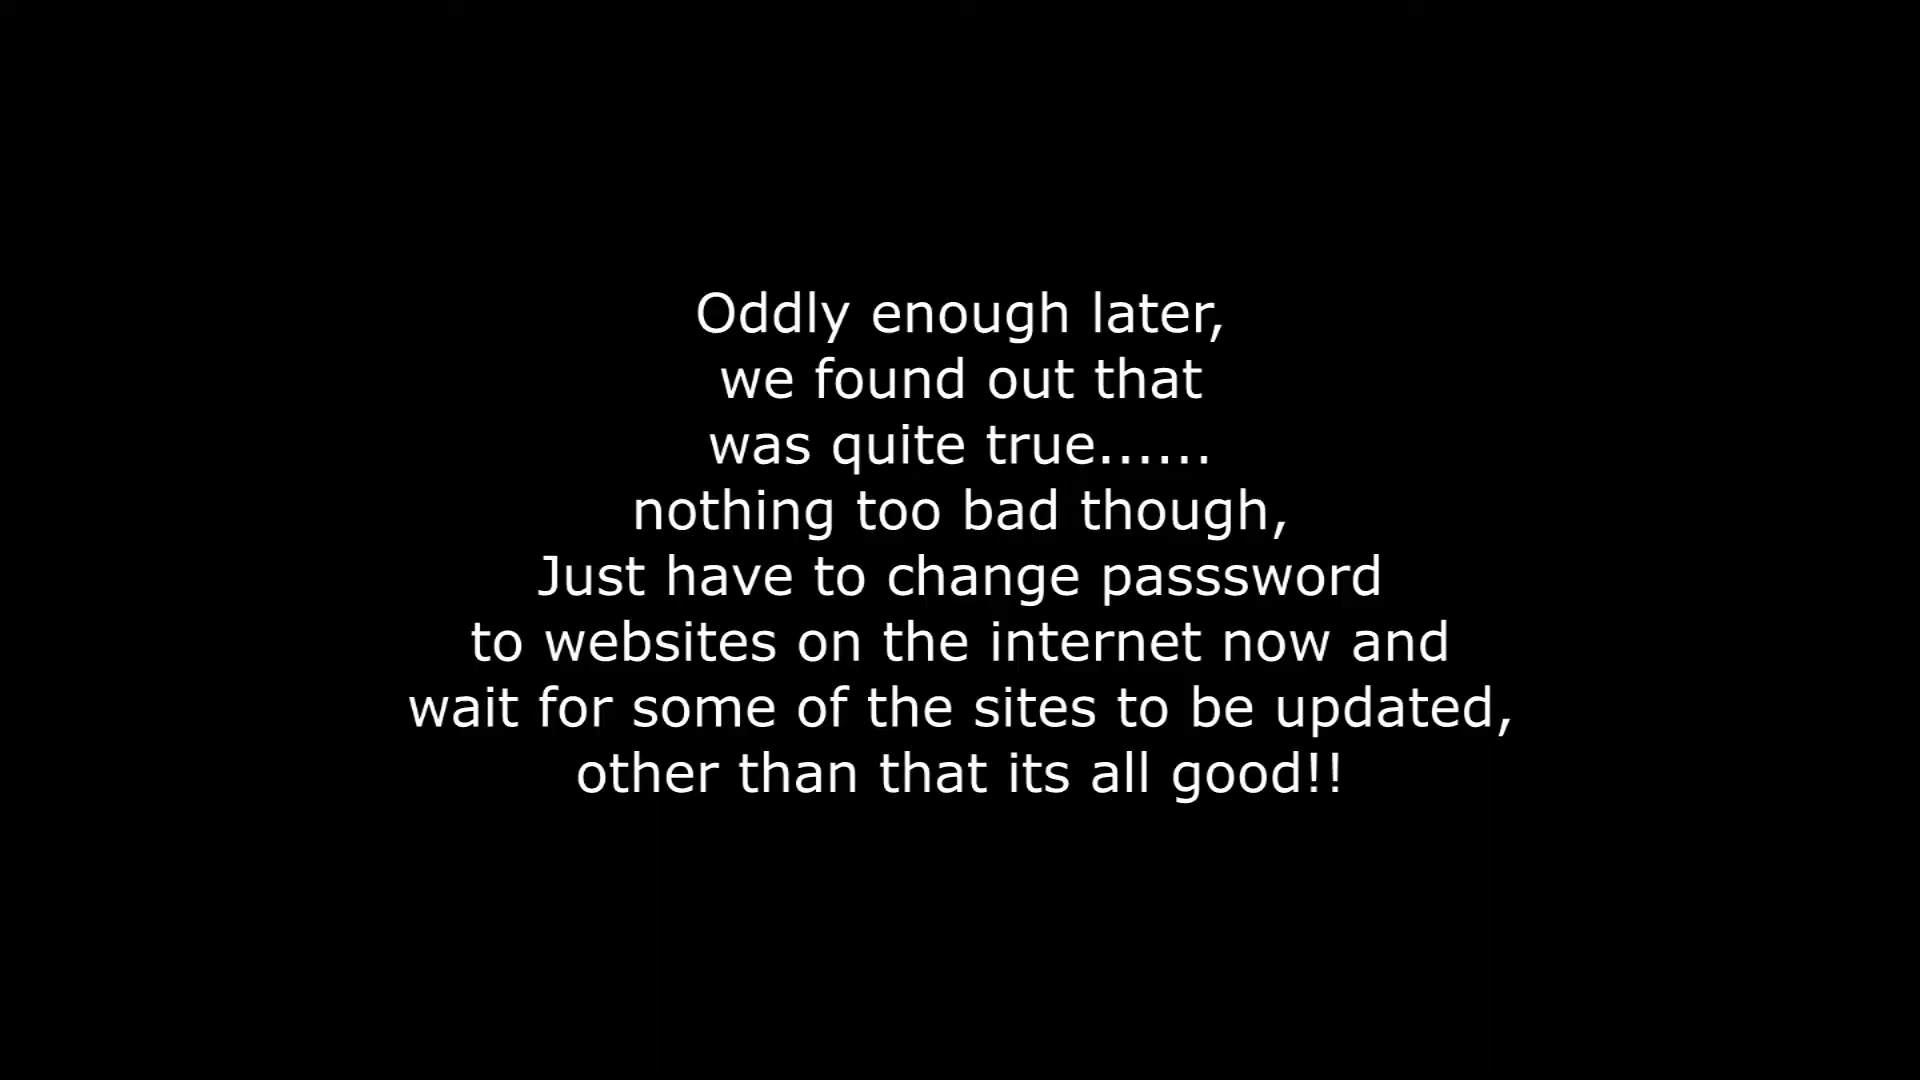 Oddly enough later,
we found out that
was quite true......
nothing too bad though,
Just have to change passsword
to websites on the internet now and
wait for some of the sites to be updated,
other than that its all good!!